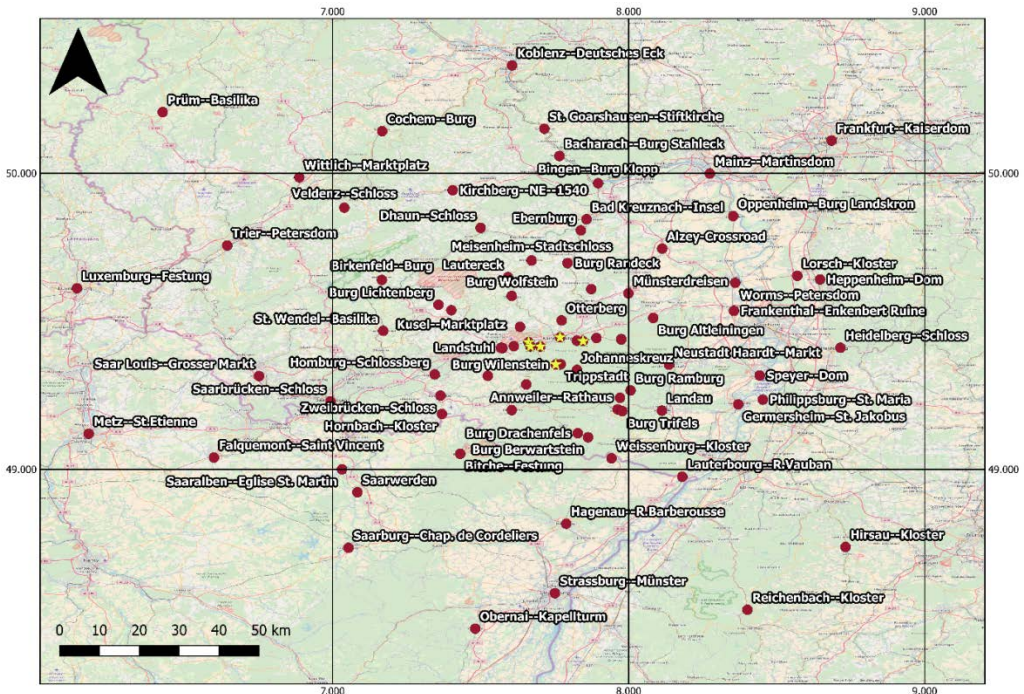 7.000
8.000
9.000
Koblenz--Deutsches Eck
Prüm--Basilika
Cochem--Burg
St. Goarshausen--Stiftkirche
Frankfurt--Kaiserdom
Bacharach--Burg Stahleck
Mainz--Martinsdom
Wittlich--Marktplatz
Bingen--Burg Klopp
50.000
50.000
Veldenz--Schloss
Kirchberg--NE--1540
Dhaun--Schloss
Ebernburg
Bad Kreuznach--Insel
Oppenheim--Burg Landskron
Trier--Petersdom
Meisenheim--Stadtschloss
Alzey-Crossroad
Luxemburg--Festung
Birkenfeld--Burg
Lautereck
Burg Randeck
Lorsch--Kloster
Burg Wolfstein
Münsterdreisen
Heppenheim--Dom
Burg Lichtenberg
Worms--Petersdom
St. Wendel--Basilika
Otterberg
Frankenthal--Enkenbert Ruine
Kusel--Marktplatz
Burg Altleiningen
Heidelberg--Schloss
Landstuhl
Saar Louis--Grosser Markt
Homburg--Schlossberg
Burg Wilenstein
Johanneskreuz
Neustadt Haardt--Markt
Trippstadt
Burg Ramburg
Speyer--Dom
Saarbrücken--Schloss
Annweiler--Rathaus
Landau
Philippsburg--St. Maria
Zweibrücken--Schloss
Metz--St.Etienne
Hornbach--Kloster
Burg Trifels
Germersheim--St. Jakobus
Falquemont--Saint Vincent
Burg Drachenfels
Burg Berwartstein
Weissenburg--Kloster
Bitche--Festung
Lauterbourg--R.Vauban
49.000
49.000
Saaralben--Eglise St. Martin
Saarwerden
Hagenau--R.Barberousse
Saarburg--Chap. de Cordeliers
Hirsau--Kloster
Strassburg--Münster
Reichenbach--Kloster
Obernai--Kapellturm
0 10 20 30 40 50 km
7.000
8.000
9.000